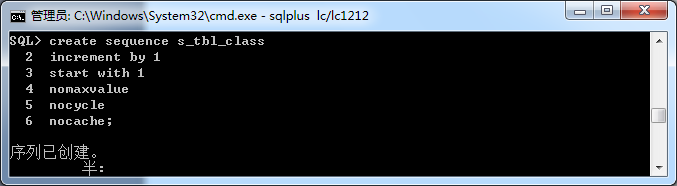 管理员: C:\Windows\System32\cmd.exe - sqlplus  lc/lc1212
SQL> create sequence s_tbl_class
  2  increment by 1
  3  start with 1
  4  nomaxvalue
  5  nocycle
  6  nocache;
序列已创建。
半: